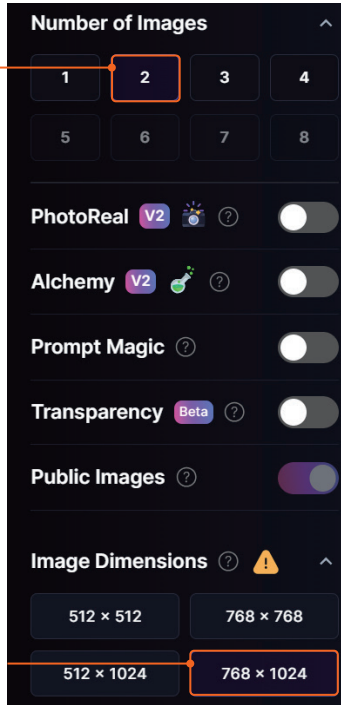 Number of Images
1 2 3 4
5 6 7 8
PhotoReal V2 ?
Alchemy V2 ?
Prompt Magic ?
Transparency Beta ?
Public Images ?
Image Dimensions ? !
512 × 512 768 × 768
512 × 1024 768 × 1024